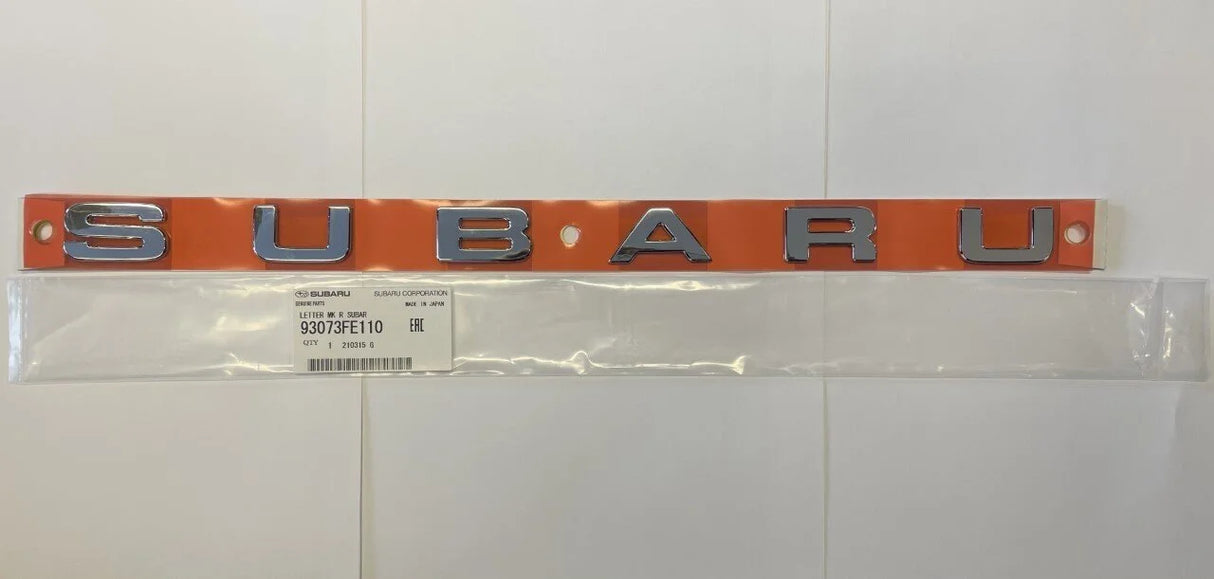 SUBARU
SUBARU SUBARU CORPORATION
GENUINE PARTS MADE IN JAPAN
LETTER MK R SUBAR
93073FE110 EAC
QTY 1 210315 G